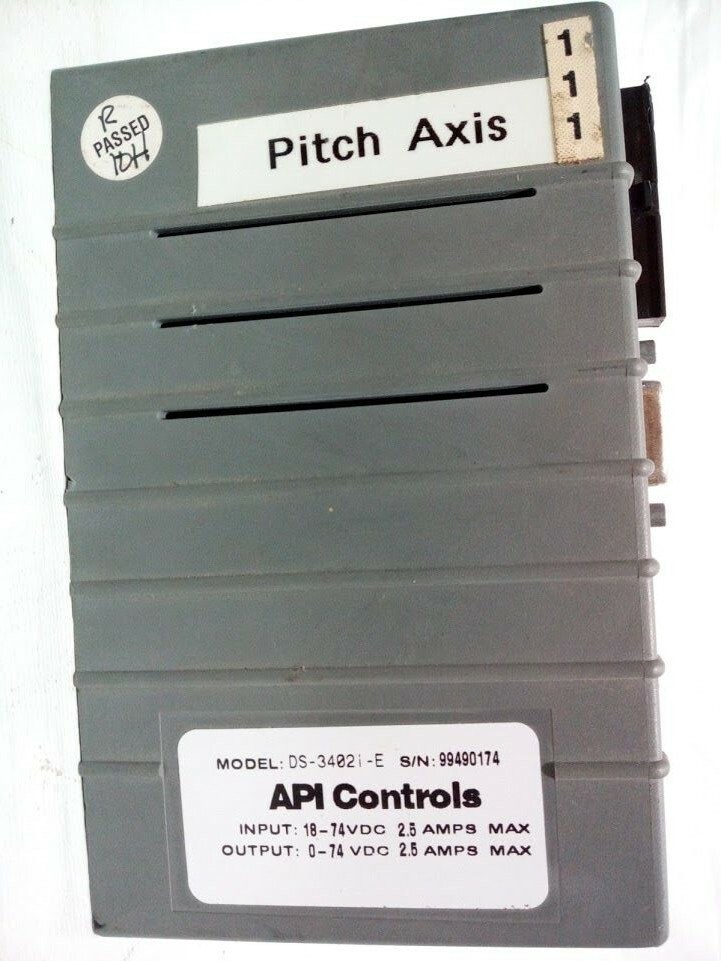 1
1
1
R
PASSED
Pitch Axis
MODEL: DS-3402i-E S/N: 99490174
API Controls
INPUT: 18-74VDC 2.5 AMPS MAX
OUTPUT: 0-74 VDC 2.5 AMPS MAX